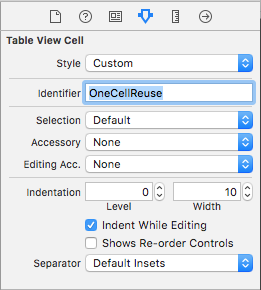 Table View Cell
Style Custom
Identifier OneCellReuse
Selection Default
Accessory None
Editing Acc. None
Indentation 0 10
Level Width
Indent While Editing
Shows Re-order Controls
Separator Default Insets